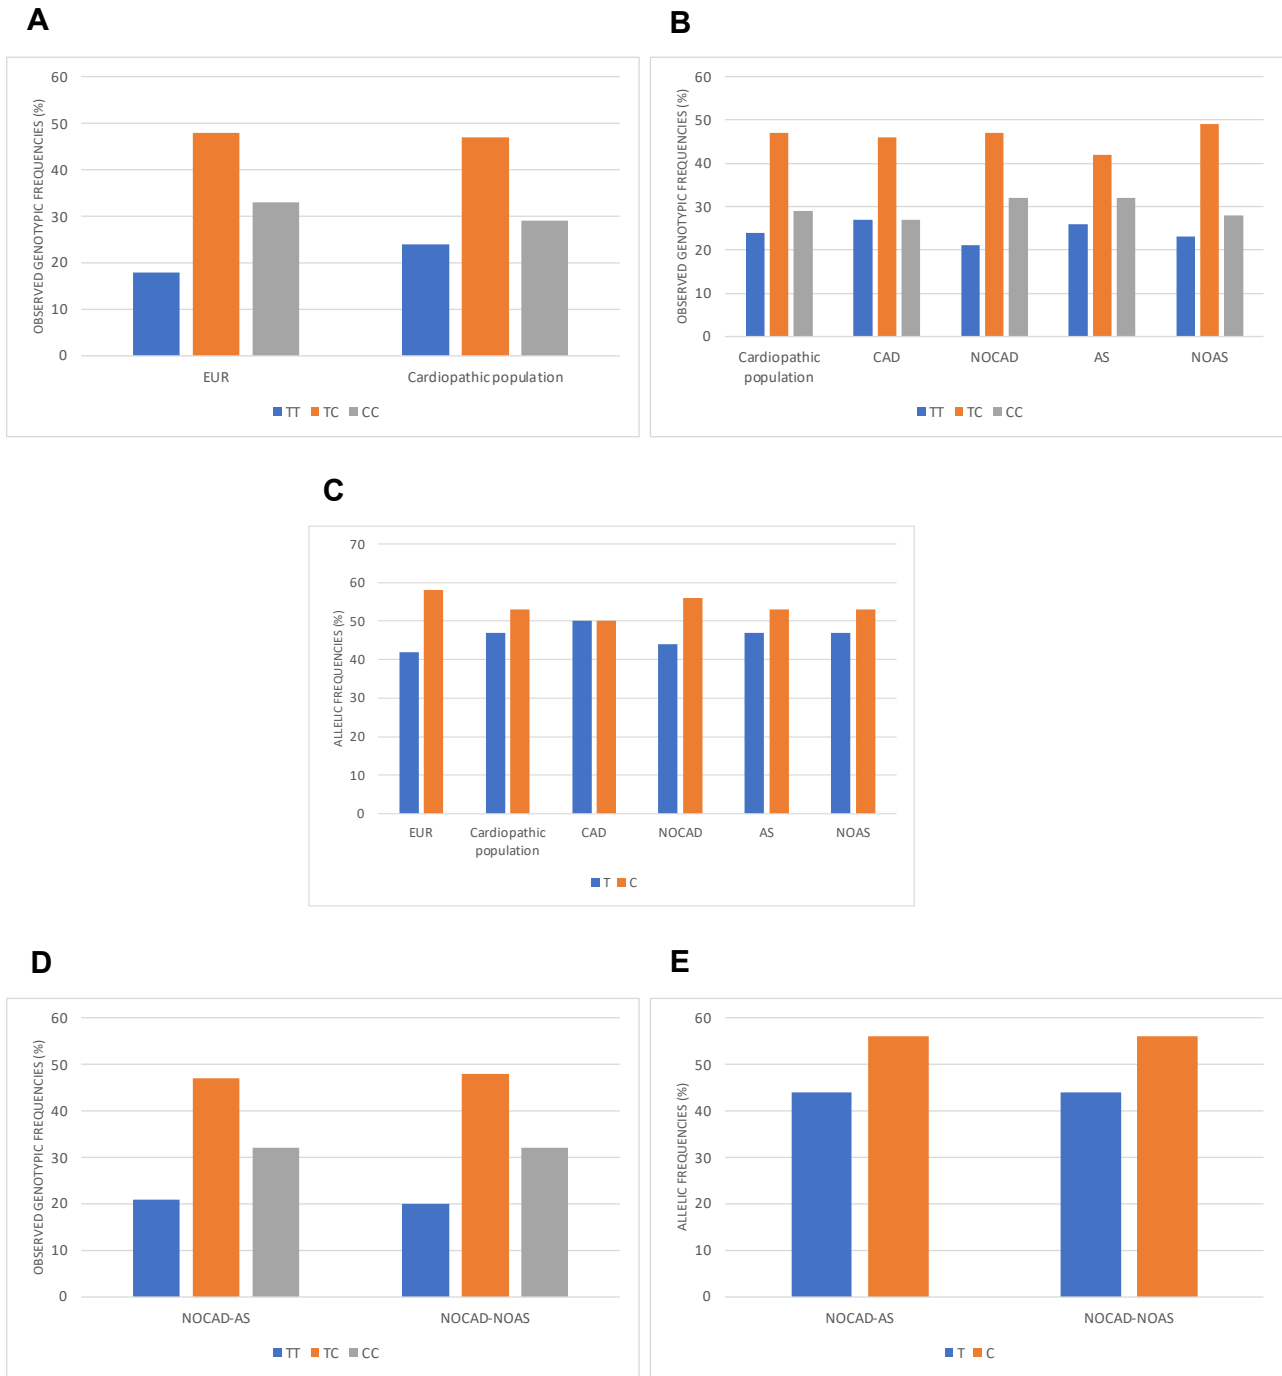 A
OBSERVED GENOTYPIC FREQUENCIES (%)
60
50
40
30
20
10
0
EUR
Cardiopathic population
TT TC CC
B
OBSERVED GENOTYPIC FREQUENCIES (%)
60
50
40
30
20
10
0
Cardiopathic
population
CAD
NOCAD
AS
NOAS
TT TC CC
C
ALLELIC FREQUENCIES (%)
70
60
50
40
30
20
10
0
EUR
Cardiopathic
population
CAD
NOCAD
AS
NOAS
T C
D
OBSERVED GENOTYPIC FREQUENCIES (%)
60
50
40
30
20
10
0
NOCAD-AS
NOCAD-NOAS
TT TC CC
E
ALLELIC FREQUENCIES (%)
60
50
40
30
20
10
0
NOCAD-AS
NOCAD-NOAS
T C